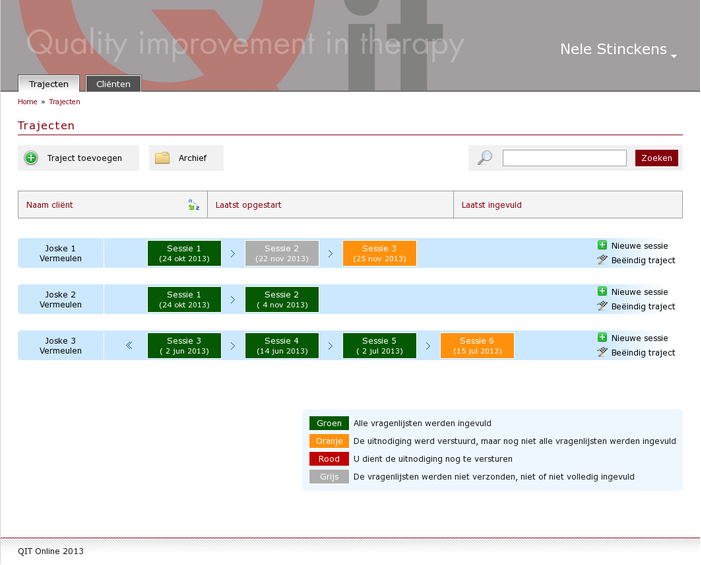 Qit
Quality improvement in therapy
Nele Stinckens
Trajecten
Cliënten
Home » Trajecten
Trajecten
Traject toevoegen
Archief
Zoeken
Naam cliënt
Laatst opgestart
Laatst ingevuld
Joske 1
Vermeulen
Sessie 1
(24 okt 2013)
Sessie 2
(22 nov 2013)
Sessie 3
(25 nov 2013)
Nieuwe sessie
Beëindig traject
Joske 2
Vermeulen
Sessie 1
(24 okt 2013)
Sessie 2
( 4 nov 2013)
Nieuwe sessie
Beëindig traject
Joske 3
Vermeulen
Sessie 3
( 2 jun 2013)
Sessie 4
(14 jun 2013)
Sessie 5
( 2 jul 2013)
Sessie 6
(15 jul 2013)
Nieuwe sessie
Beëindig traject
Groen Alle vragenlijsten werden ingevuld
Oranje De uitnodiging werd verstuurd, maar nog niet alle vragenlijsten werden ingevuld
Rood U dient de uitnodiging nog te versturen
Grijs De vragenlijsten werden niet verzonden, niet of niet volledig ingevuld
QIT Online 2013